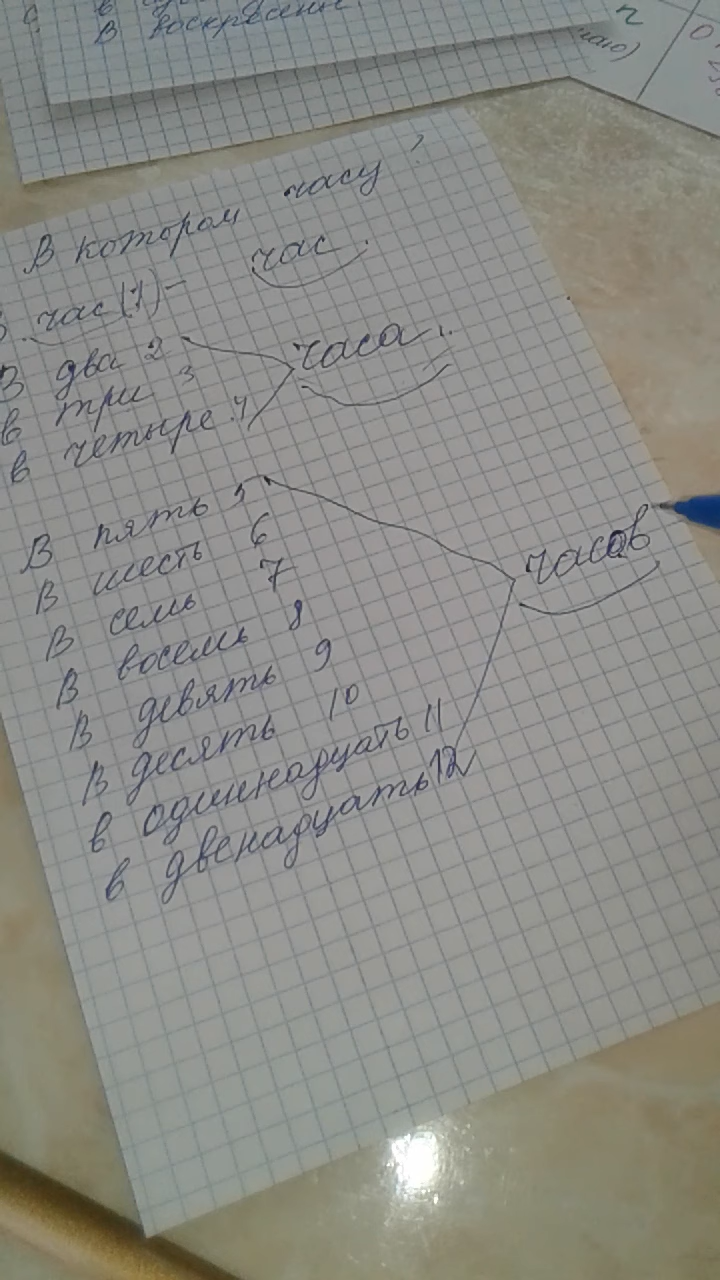 в
В воскресение.
В котором часу?
В час (1) – час.
В два 2
в три 3
в четыре 4
часа.
В пять 5
В шесть 6
В семь 7
В восемь 8
В девять 9
В десять 10
в одиннадцать 11
в двенадцать 12
часов